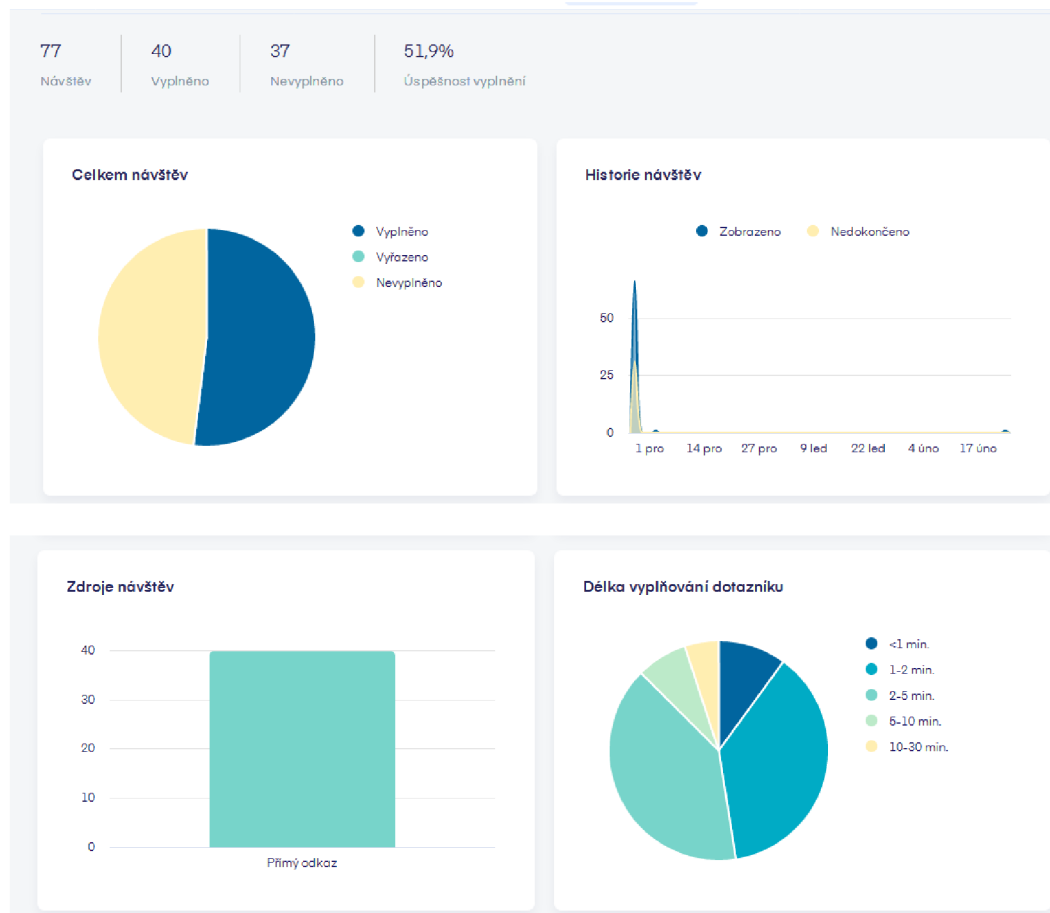 77
Návštěv
40
Vyplněno
37
Nevyplněno
51,9%
Úspěšnost vyplnění
Celkem návštěv
Vyplněno
Vyřazeno
Nevyplněno
Historie návštěv
Zobrazeno
Nedokončeno
50
25
0
1 pro 14 pro 27 pro 9 led 22 led 4 úno 17 úno
Zdroje návštěv
40
30
20
10
0
Přímý odkaz
Délka vyplňování dotazníku
<1 min.
1-2 min.
2-5 min.
5-10 min.
10-30 min.